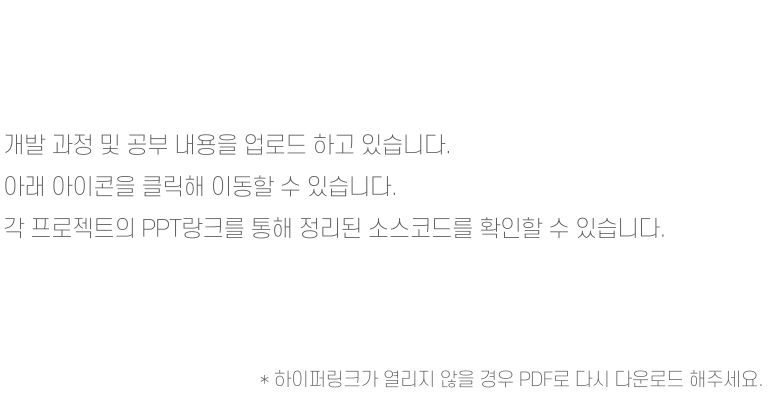 개발 과정 및 공부 내용을 업로드 하고 있습니다.
아래 아이콘을 클릭해 이동할 수 있습니다.
각 프로젝트의 PPT랑크를 통해 정리된 소스코드를 확인할 수 있습니다.
* 하이퍼링크가 열리지 않을 경우 PDF로 다시 다운로드 해주세요.